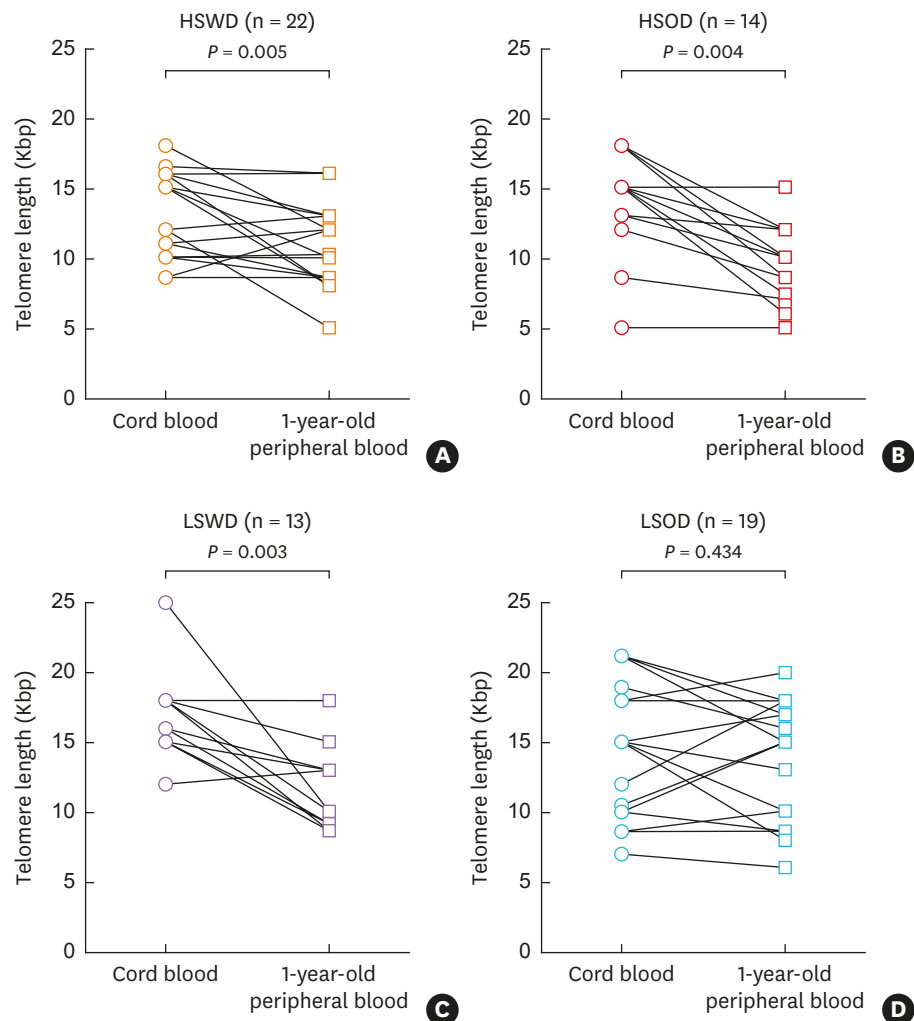 HSWD (n = 22)
P = 0.005
Telomere length (Kbp)
25
20
15
10
5
0
Cord blood
1-year-old
peripheral blood
A
HSOD (n = 14)
P = 0.004
Telomere length (Kbp)
25
20
15
10
5
0
Cord blood
1-year-old
peripheral blood
B
LSWD (n = 13)
P = 0.003
Telomere length (Kbp)
25
20
15
10
5
0
Cord blood
1-year-old
peripheral blood
C
LSOD (n = 19)
P = 0.434
Telomere length (Kbp)
25
20
15
10
5
0
Cord blood
1-year-old
peripheral blood
D